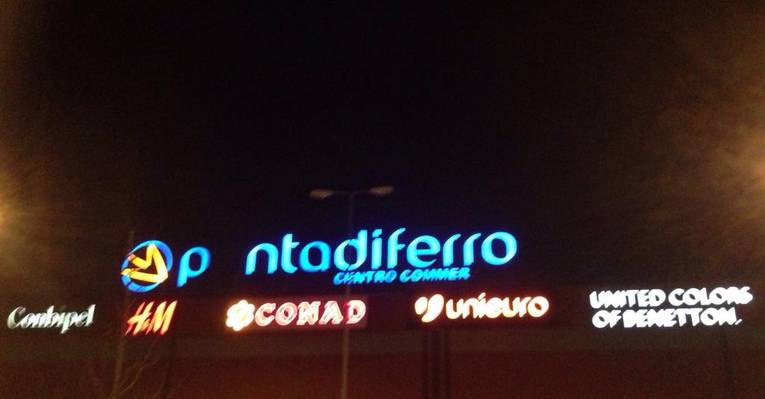 p ntadiferro
CENTRO COMMER
Conbipel
H&M
CONAD
unieuro
UNITED COLORS
OF BENETTON.